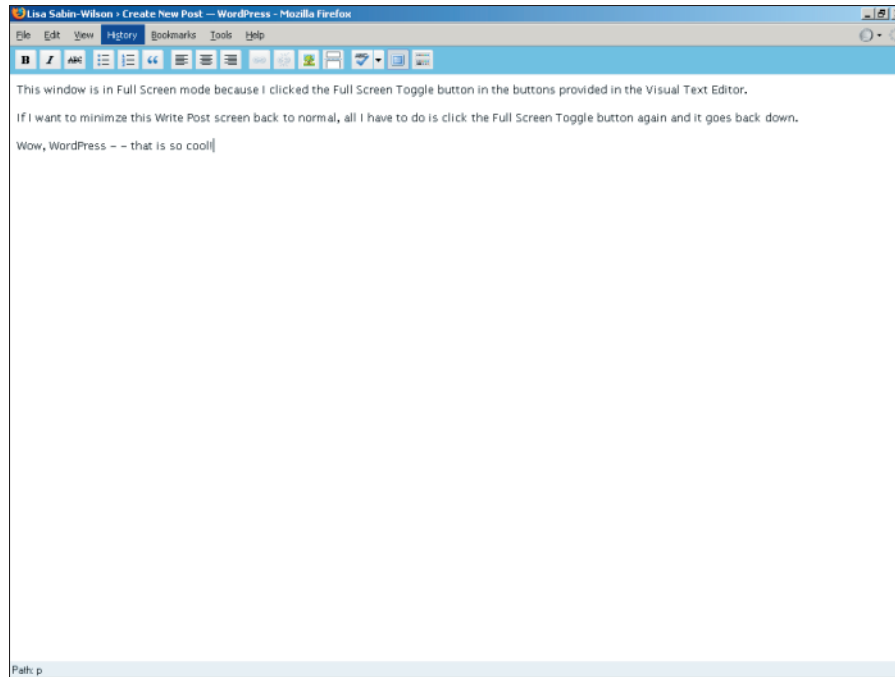 Lisa Sabin-Wilson › Create New Post — WordPress - Mozilla Firefox
File Edit View History Bookmarks Tools Help
B I ABC
This window is in Full Screen mode because I clicked the Full Screen Toggle button in the buttons provided in the Visual Text Editor.
If I want to minimze this Write Post screen back to normal, all I have to do is click the Full Screen Toggle button again and it goes back down.
Wow, WordPress – – that is so cool!
Path: p